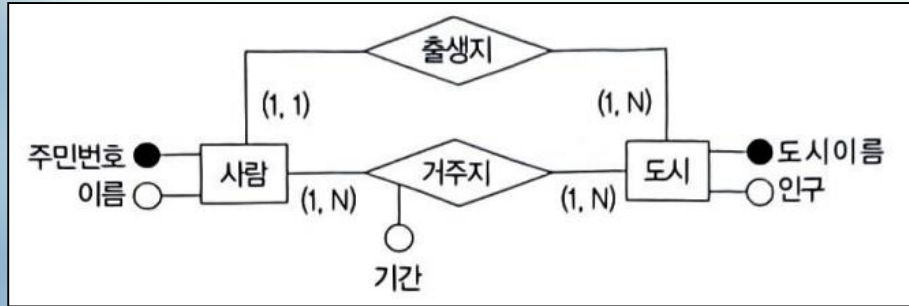 출생지
(1, 1)
(1, N)
주민번호
사람
거주지
도시
도시이름
이름
(1, N)
(1, N)
인구
기간